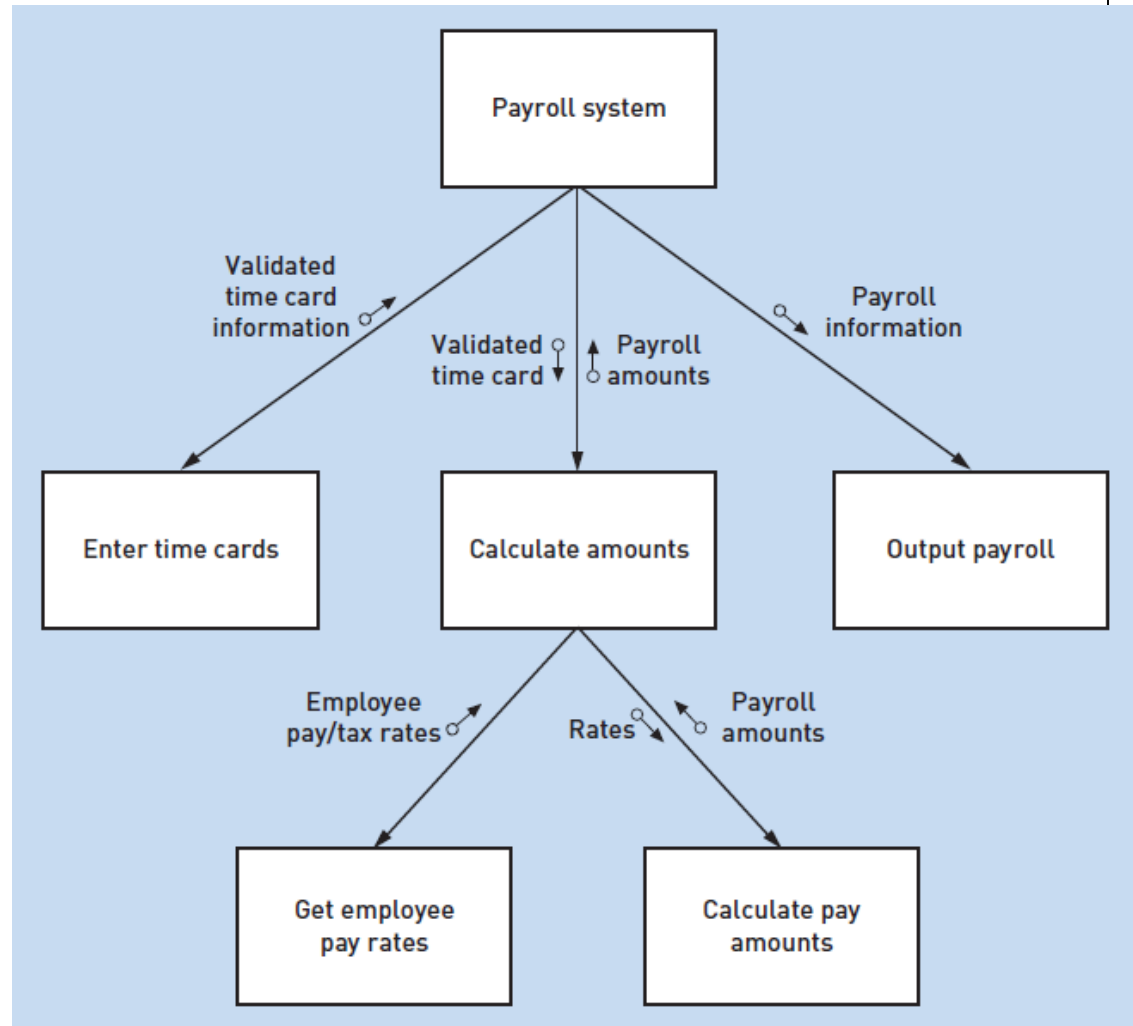 Payroll system
Validated
time card
information
Payroll
information
Validated
time card
Payroll
amounts
Enter time cards
Calculate amounts
Output payroll
Employee
pay/tax rates
Rates
Payroll
amounts
Get employee
pay rates
Calculate pay
amounts